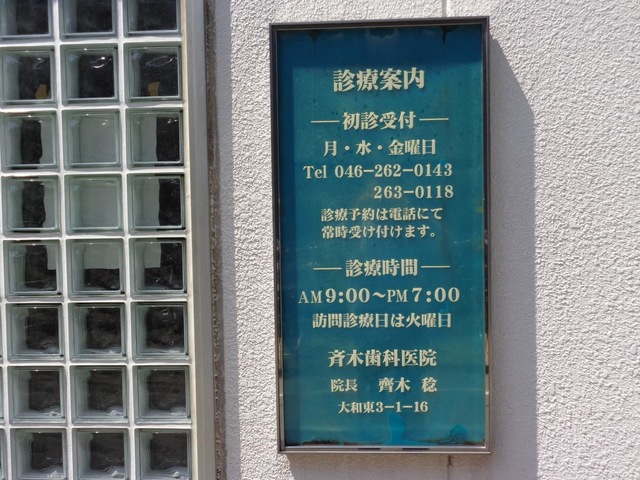 診療案内
初診受付
月・水・金曜日
Tel 046-262-0143
263-0118
診療予約は電話にて
常時受け付けます。
診療時間
AM 9:00～PM 7:00
訪問診療日は火曜日
斉木歯科医院
院長 齊木 稔
大和東3-1-16